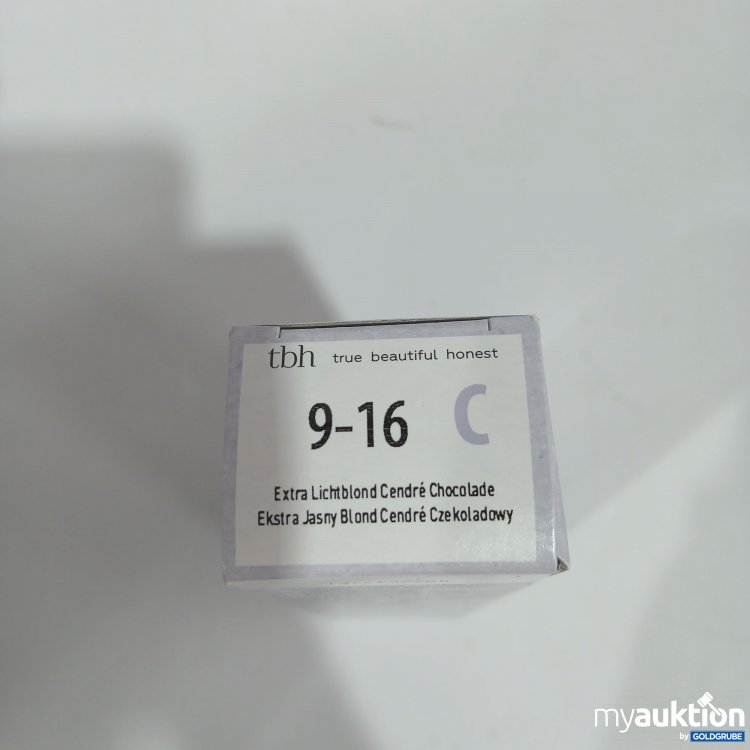 tbh true beautiful honest
9-16 C
Extra Lichtblond Cendré Chocolade
Ekstra Jasny Blond Cendré Czekoladowy
myauktion
by GOLDGRUBE